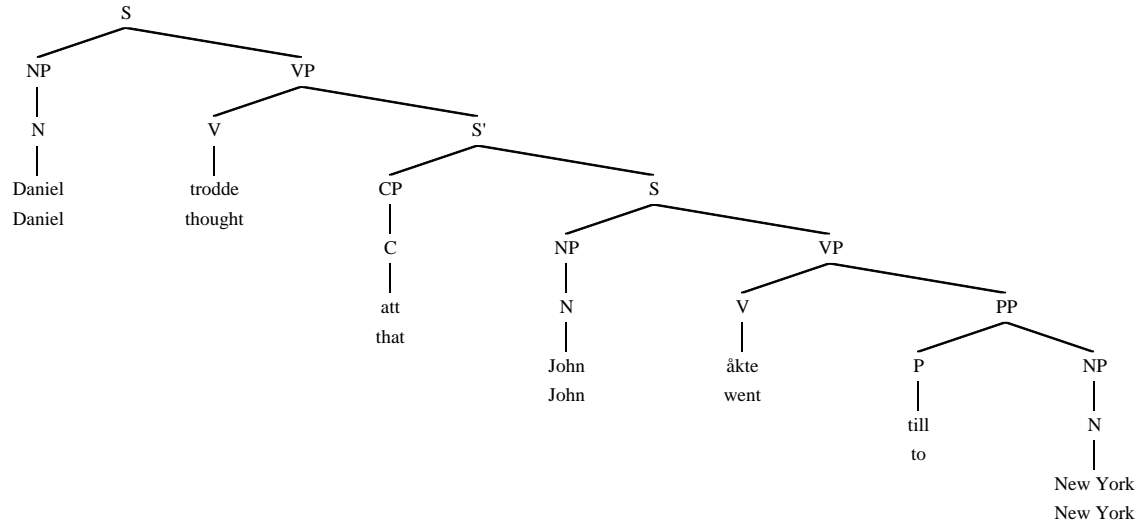 S
NP VP
N V S'
Daniel trodde CP S
Daniel thought
C NP VP
att N V PP
that
John åkte P NP
John went
till N
to
New York
New York